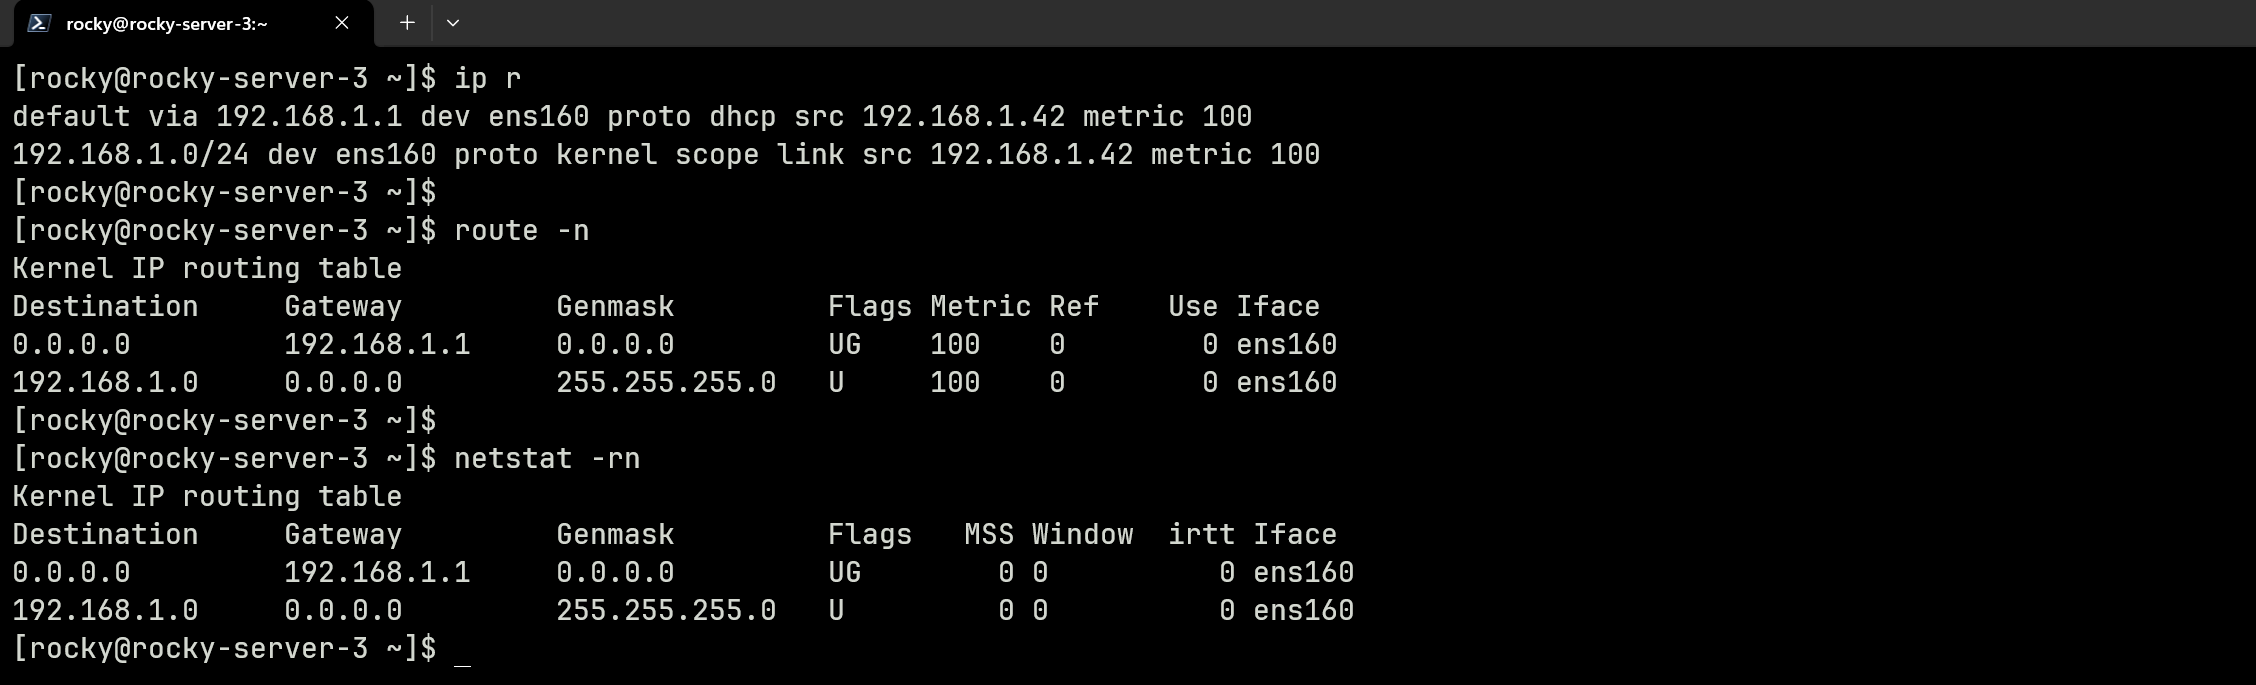 rocky@rocky-server-3:~
[rocky@rocky-server-3 ~]$ ip r
default via 192.168.1.1 dev ens160 proto dhcp src 192.168.1.42 metric 100
192.168.1.0/24 dev ens160 proto kernel scope link src 192.168.1.42 metric 100
[rocky@rocky-server-3 ~]$
[rocky@rocky-server-3 ~]$ route -n
Kernel IP routing table
Destination     Gateway         Genmask         Flags Metric Ref    Use Iface
0.0.0.0         192.168.1.1     0.0.0.0         UG    100    0        0 ens160
192.168.1.0     0.0.0.0         255.255.255.0   U     100    0        0 ens160
[rocky@rocky-server-3 ~]$
[rocky@rocky-server-3 ~]$ netstat -rn
Kernel IP routing table
Destination     Gateway         Genmask         Flags   MSS Window  irtt Iface
0.0.0.0         192.168.1.1     0.0.0.0         UG        0 0          0 ens160
192.168.1.0     0.0.0.0         255.255.255.0   U         0 0          0 ens160
[rocky@rocky-server-3 ~]$ _